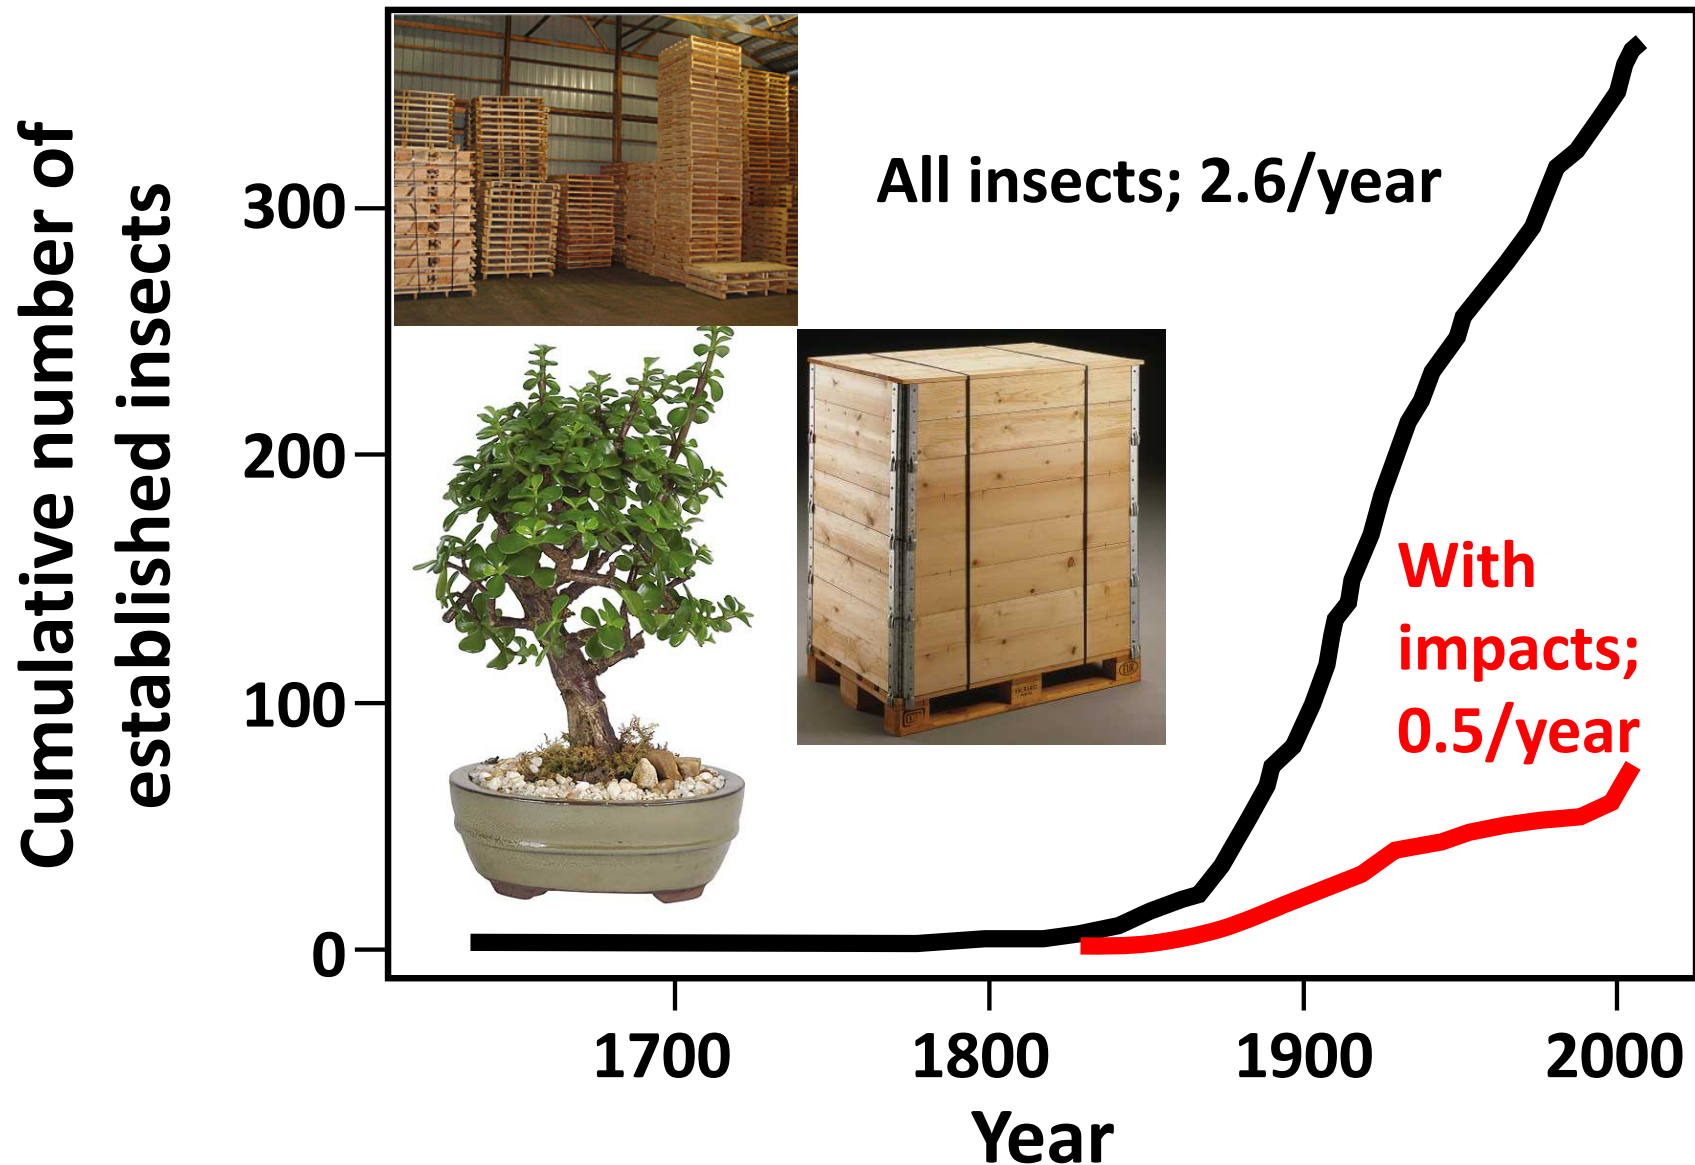 Cumulative number of
established insects
300
200
100
0
All insects; 2.6/year
With
impacts;
0.5/year
1700
1800
1900
2000
Year